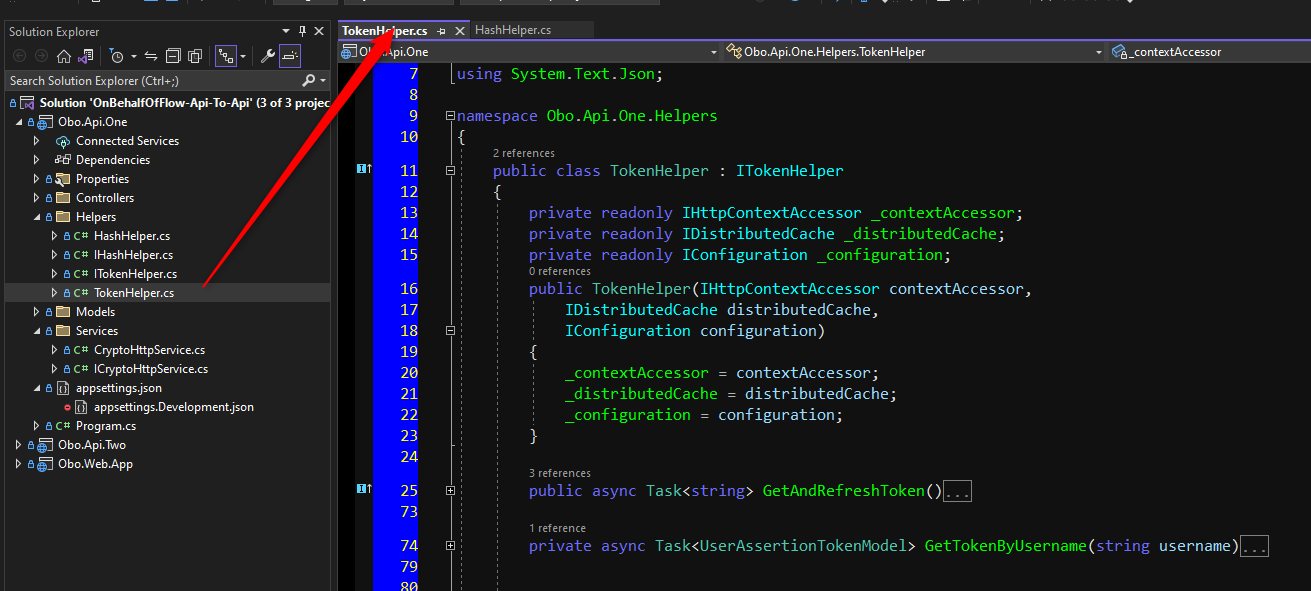 Solution Explorer
Search Solution Explorer (Ctrl+;)
Solution 'OnBehalfOfFlow-Api-To-Api' (3 of 3 projec
Obo.Api.One
Connected Services
Dependencies
Properties
Controllers
Helpers
C# HashHelper.cs
C# IHashHelper.cs
C# ITokenHelper.cs
C# TokenHelper.cs
Models
Services
C# CryptoHttpService.cs
C# ICryptoHttpService.cs
appsettings.json
appsettings.Development.json
C# Program.cs
Obo.Api.Two
Obo.Web.App
TokenHelper.cs HashHelper.cs
Api.One Obo.Api.One.Helpers.TokenHelper _contextAccessor
7 using System.Text.Json;
8
9 namespace Obo.Api.One.Helpers
10 {
2 references
11 public class TokenHelper : ITokenHelper
12 {
13 private readonly IHttpContextAccessor _contextAccessor;
14 private readonly IDistributedCache _distributedCache;
15 private readonly IConfiguration _configuration;
0 references
16 public TokenHelper(IHttpContextAccessor contextAccessor,
17 IDistributedCache distributedCache,
18 IConfiguration configuration)
19 {
20 _contextAccessor = contextAccessor;
21 _distributedCache = distributedCache;
22 _configuration = configuration;
23 }
24
3 references
25 public async Task<string> GetAndRefreshToken()...
73
1 reference
74 private async Task<UserAssertionTokenModel> GetTokenByUsername(string username)...
79
80